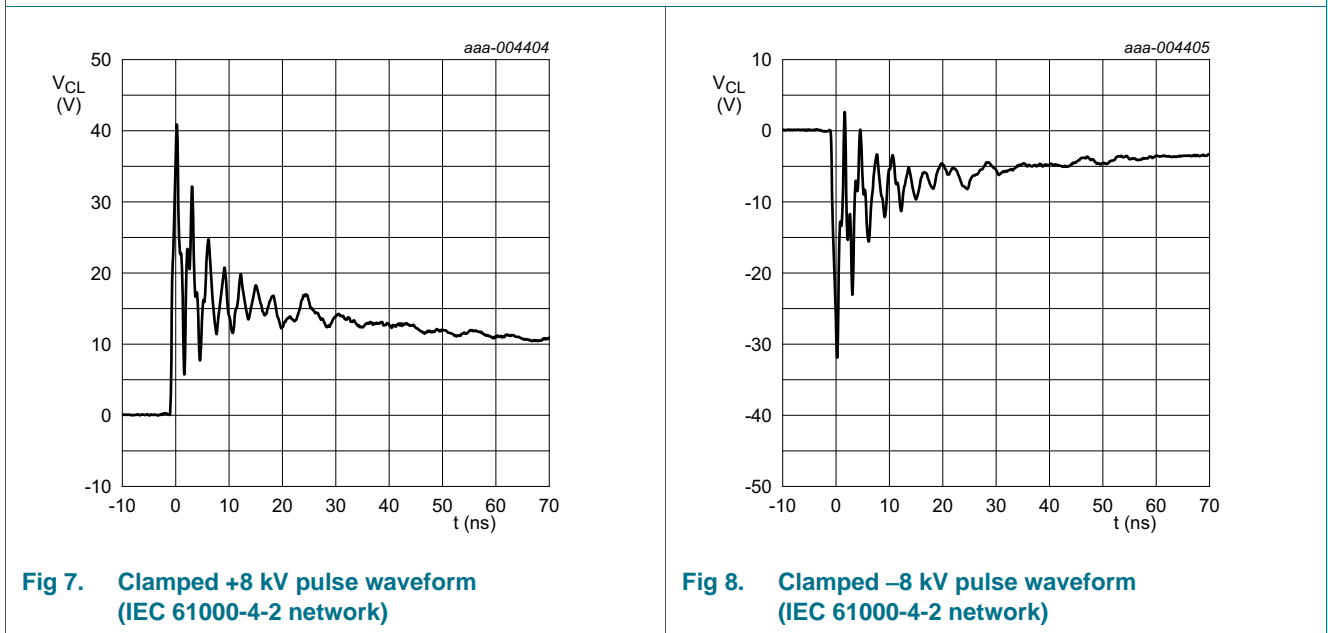 aaa-004404
50
VCL
(V)
40
30
20
10
0
-10
-10 0 10 20 30 40 50 60 70
t (ns)
Fig 7. Clamped +8 kV pulse waveform
(IEC 61000-4-2 network)
aaa-004405
10
VCL
(V)
0
-10
-20
-30
-40
-50
-10 0 10 20 30 40 50 60 70
t (ns)
Fig 8. Clamped −8 kV pulse waveform
(IEC 61000-4-2 network)